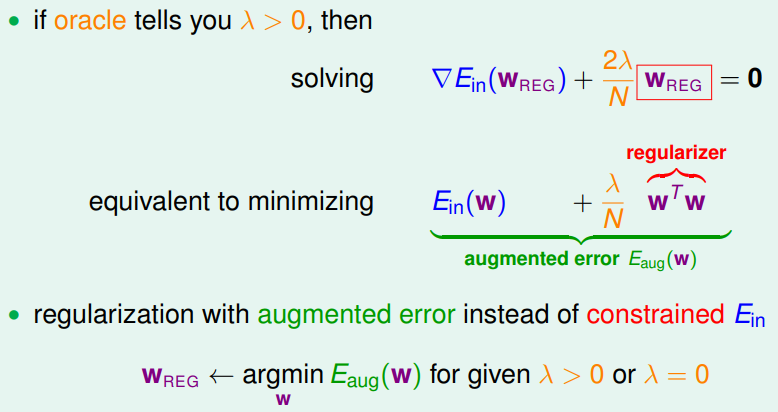 • if oracle tells you λ > 0, then
solving ∇E_in(w_REG) + 2λ/N w_REG = 0
regularizer
equivalent to minimizing E_in(w) + λ/N w^T w
augmented error E_aug(w)
• regularization with augmented error instead of constrained E_in
w_REG ← argmin E_aug(w) for given λ > 0 or λ = 0
w